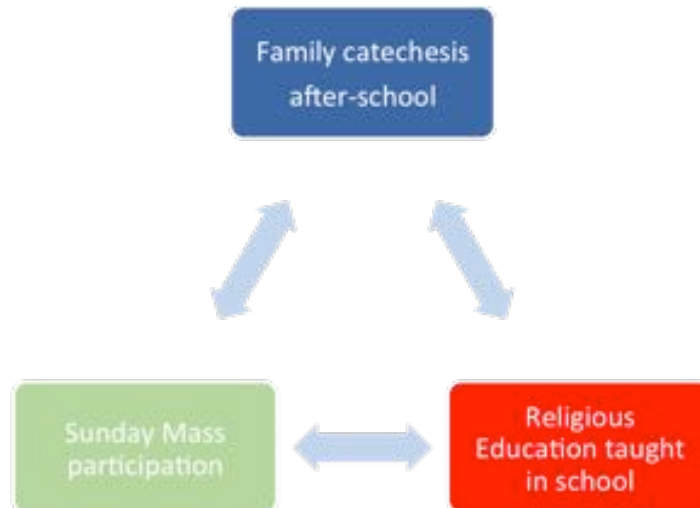 Family catechesis
after-school
Sunday Mass
participation
Religious
Education taught
in school